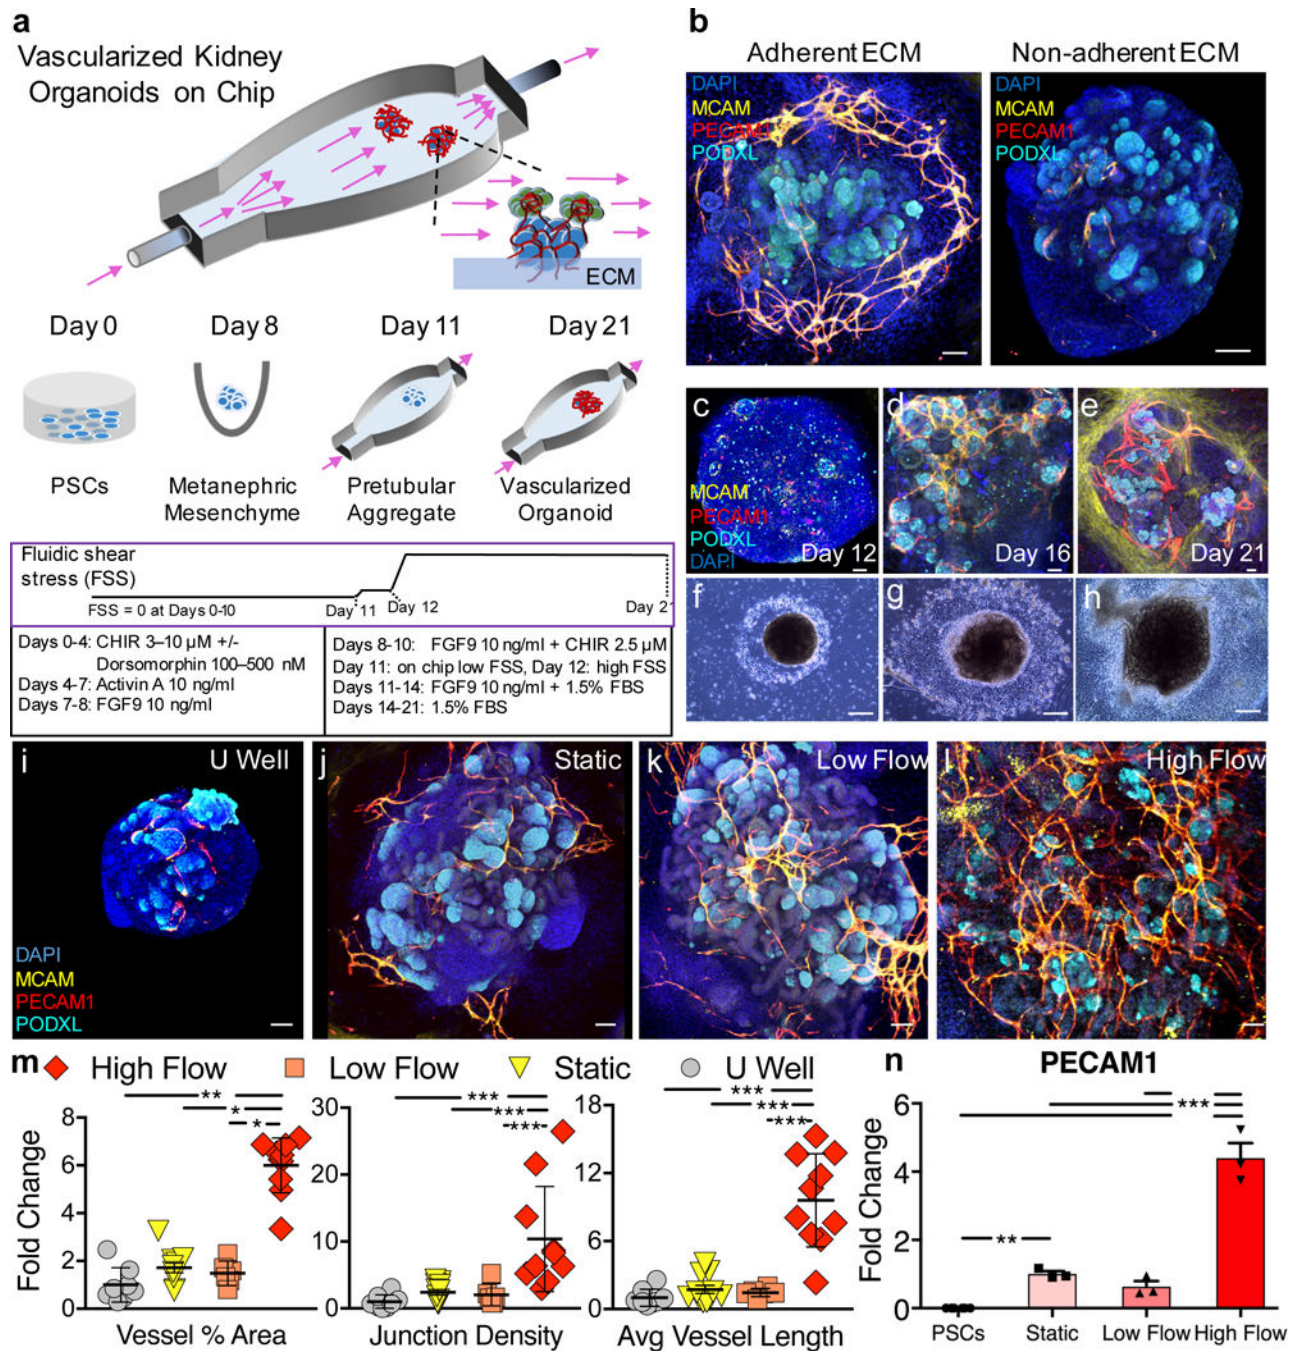 a
Vascularized Kidney
Organoids on Chip
ECM
Day 0
Day 8
Day 11
Day 21
PSCs
Metanephric
Mesenchyme
Pretubular
Aggregate
Vascularized
Organoid
Fluidic shear
stress (FSS)
FSS = 0 at Days 0-10
Day 11
Day 12
Day 21
Days 0-4: CHIR 3–10 µM +/-
Dorsomorphin 100–500 nM
Days 4-7: Activin A 10 ng/ml
Days 7-8: FGF9 10 ng/ml
Days 8-10: FGF9 10 ng/ml + CHIR 2.5 µM
Day 11: on chip low FSS, Day 12: high FSS
Days 11-14: FGF9 10 ng/ml + 1.5% FBS
Days 14-21: 1.5% FBS
b
Adherent ECM
Non-adherent ECM
DAPI
MCAM
PECAM1
PODXL
DAPI
MCAM
PECAM1
PODXL
c
MCAM
PECAM1
PODXL
DAPI
Day 12
d
Day 16
e
Day 21
f
g
h
i
U Well
DAPI
MCAM
PECAM1
PODXL
j
Static
k
Low Flow
l
High Flow
m
High Flow
Low Flow
Static
U Well
Fold Change
8
6
4
2
0
**
*
*
Vessel % Area
30
20
10
0
***
***
***
Junction Density
18
12
6
0
***
***
***
Avg Vessel Length
n
PECAM1
Fold Change
6
4
2
0
**
***
PSCs
Static
Low Flow
High Flow